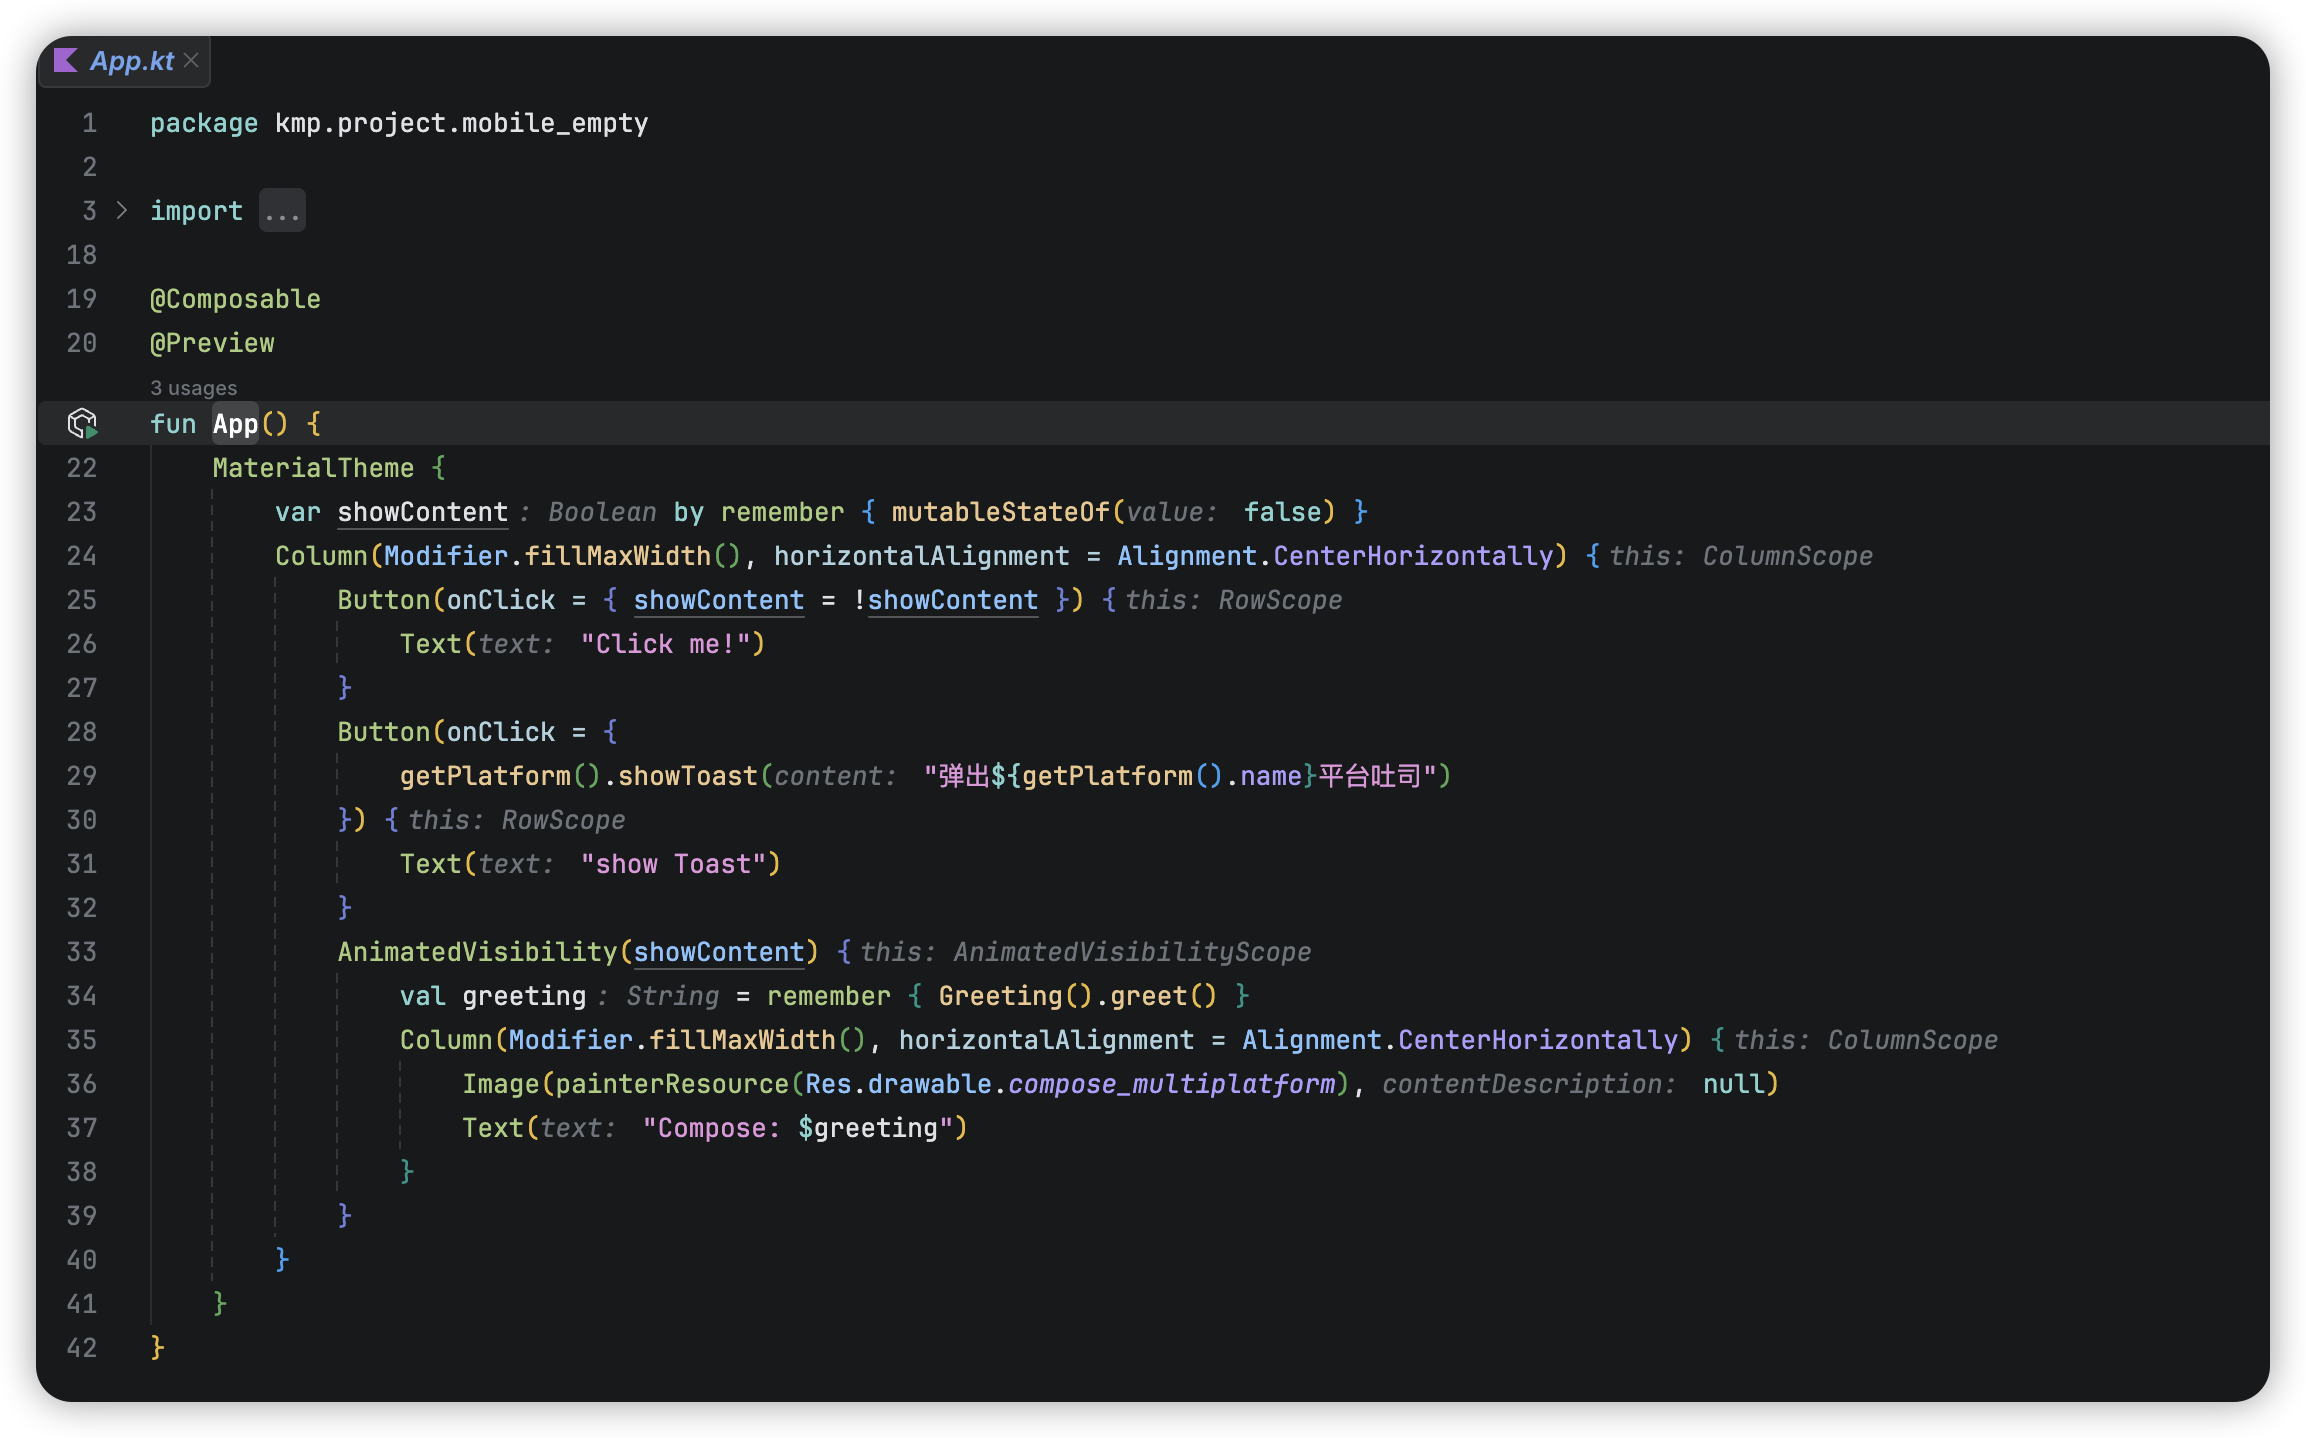 App.kt
1 package kmp.project.mobile_empty
2
3 import ...
18
19 @Composable
20 @Preview
3 usages
fun App() {
22 MaterialTheme {
23 var showContent : Boolean by remember { mutableStateOf(value: false) }
24 Column(Modifier.fillMaxWidth(), horizontalAlignment = Alignment.CenterHorizontally) { this: ColumnScope
25 Button(onClick = { showContent = !showContent }) { this: RowScope
26 Text(text: "Click me!")
27 }
28 Button(onClick = {
29 getPlatform().showToast(content: "弹出${getPlatform().name}平台吐司")
30 }) { this: RowScope
31 Text(text: "show Toast")
32 }
33 AnimatedVisibility(showContent) { this: AnimatedVisibilityScope
34 val greeting : String = remember { Greeting().greet() }
35 Column(Modifier.fillMaxWidth(), horizontalAlignment = Alignment.CenterHorizontally) { this: ColumnScope
36 Image(painterResource(Res.drawable.compose_multiplatform), contentDescription: null)
37 Text(text: "Compose: $greeting")
38 }
39 }
40 }
41 }
42 }